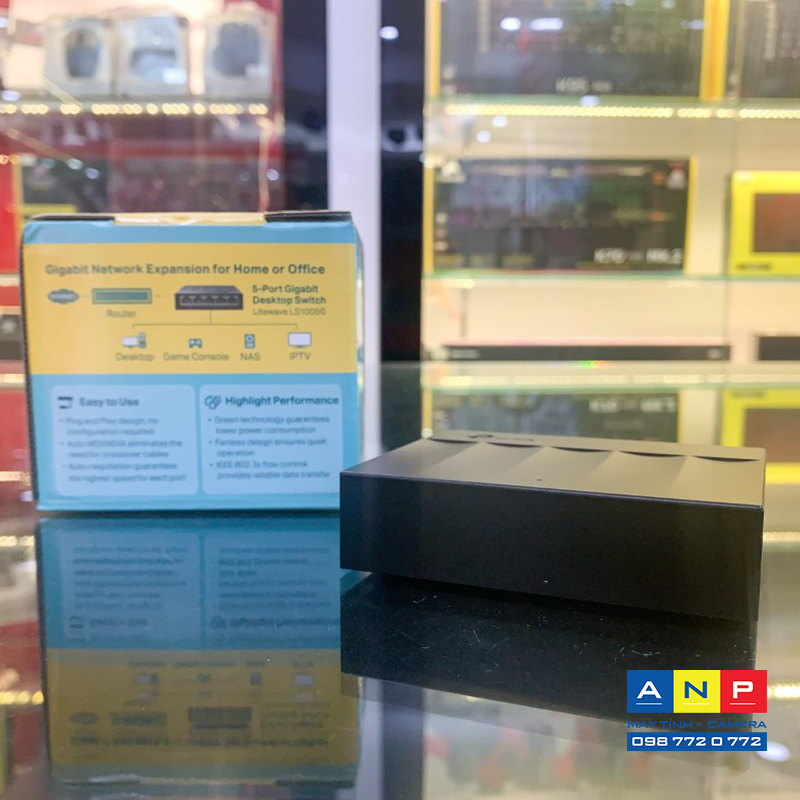 Gigabit Network Expansion for Home or Office
INTERNET
Router
5-Port Gigabit
Desktop Switch
Litewave LS1005G
Desktop
Game Console
NAS
IPTV
Easy to Use
• Plug and Play design, no
configuration required
• Auto MDI/MDIX eliminates the
need for crossover cables
• Auto-negotiation guarantees
the highest speed for each port
Highlight Performance
• Green technology guarantees
lower power consumption
• Fanless design ensures quiet
operation
• IEEE 802.3x flow control
provides reliable data transfer
ANP
MÁY TÍNH - CAMERA
098 772 0 772